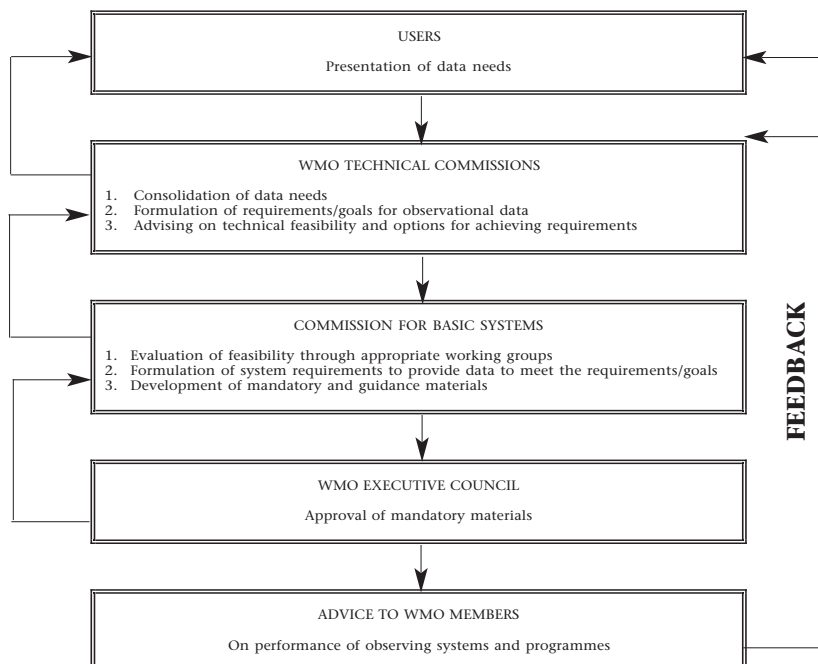 USERS
Presentation of data needs
WMO TECHNICAL COMMISSIONS
1. Consolidation of data needs
2. Formulation of requirements/goals for observational data
3. Advising on technical feasibility and options for achieving requirements
COMMISSION FOR BASIC SYSTEMS
1. Evaluation of feasibility through appropriate working groups
2. Formulation of system requirements to provide data to meet the requirements/goals
3. Development of mandatory and guidance materials
WMO EXECUTIVE COUNCIL
Approval of mandatory materials
ADVICE TO WMO MEMBERS
On performance of observing systems and programmes
FEEDBACK